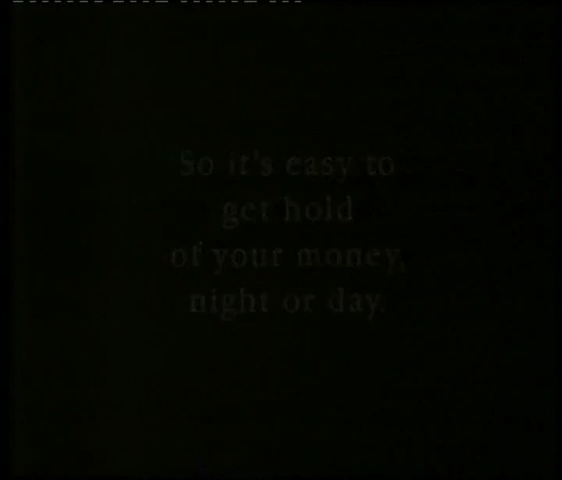 So it's easy to
get hold
of your money,
night or day.